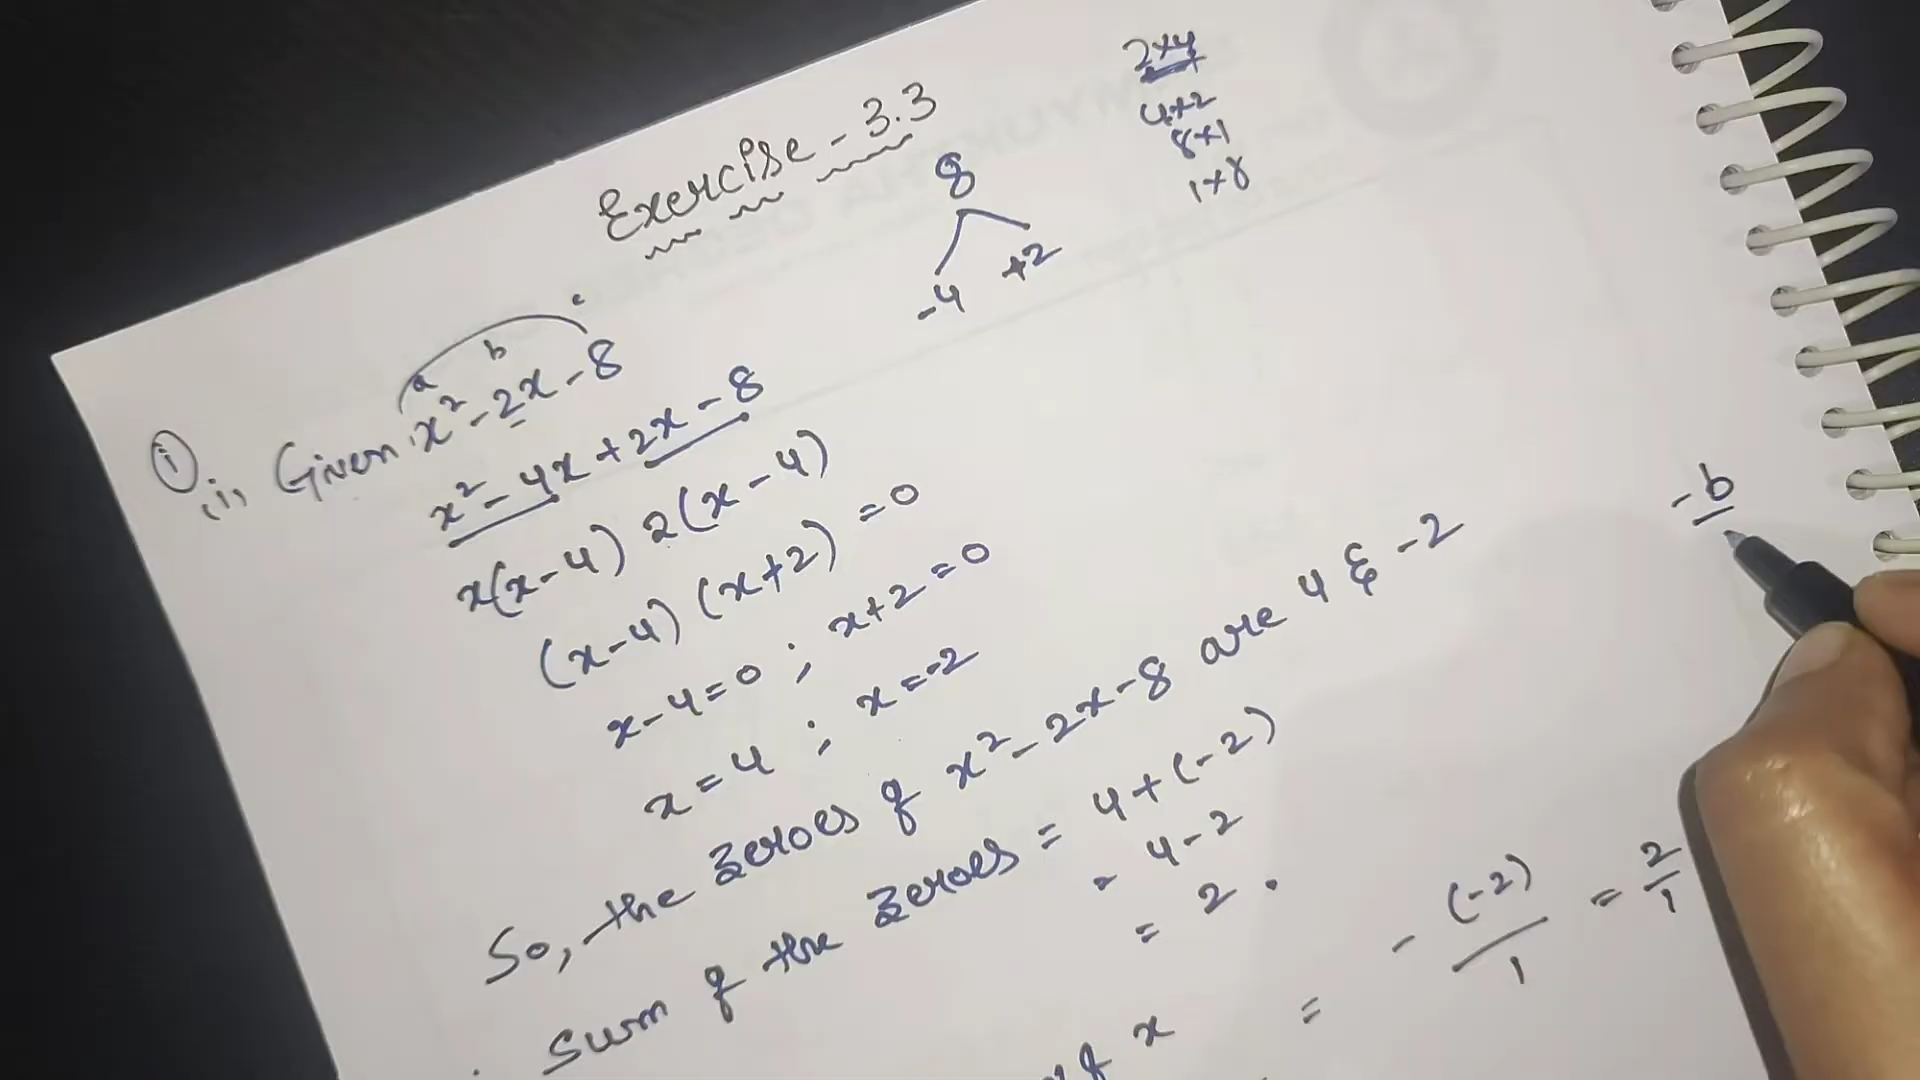 Exercise - 3.3
2×4
4×2
8×1
1×8
8
-4 +2
a b c
① (i), Given x² - 2x - 8
x² - 4x + 2x - 8
x(x-4) 2(x-4)
(x-4) (x+2) = 0
x-4=0 ; x+2=0
x=4 ; x=-2
So, the zeroes of x² - 2x - 8 are 4 & -2
Sum of the zeroes = 4+(-2)
= 4-2
= 2 .
-b
of x = -(-2)/1 = 2/1